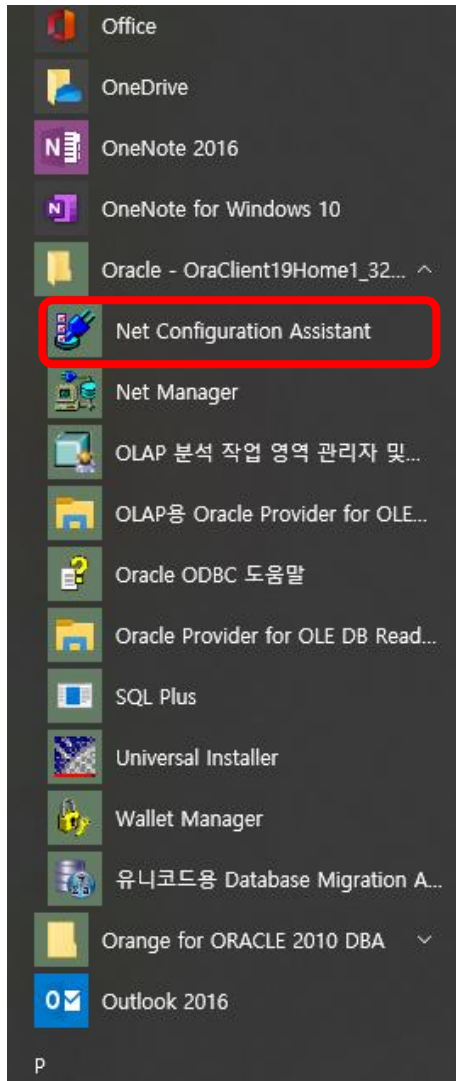 Office
OneDrive
OneNote 2016
OneNote for Windows 10
Oracle - OraClient19Home1_32...
Net Configuration Assistant
Net Manager
OLAP 분석 작업 영역 관리자 및...
OLAP용 Oracle Provider for OLE...
Oracle ODBC 도움말
Oracle Provider for OLE DB Read...
SQL Plus
Universal Installer
Wallet Manager
유니코드용 Database Migration A...
Orange for ORACLE 2010 DBA
Outlook 2016
P